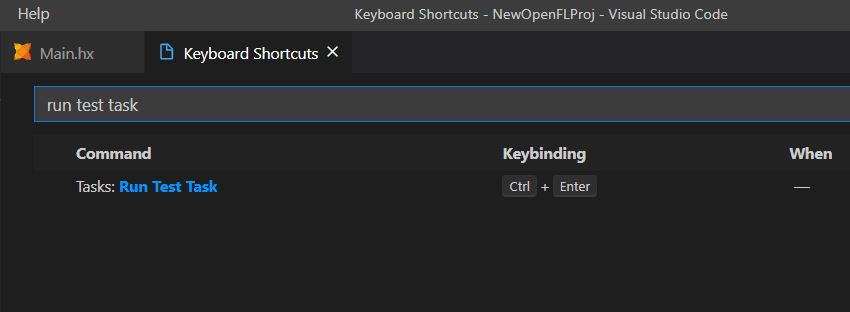 Help Keyboard Shortcuts - NewOpenFLProj - Visual Studio Code
Main.hx Keyboard Shortcuts ×
run test task
Command Keybinding When
Tasks: Run Test Task Ctrl + Enter —